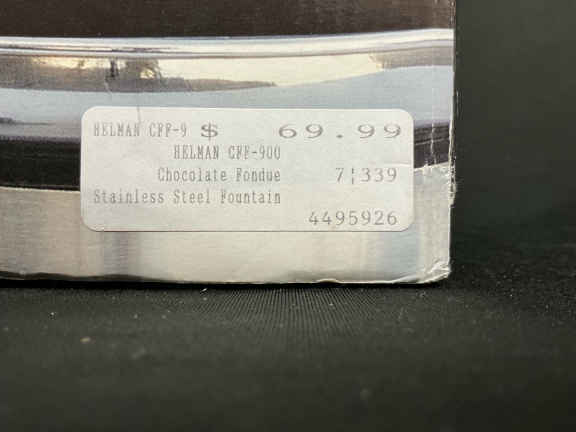 HELMAN CFF-9 $ 69.99
HELMAN CFF-900
Chocolate Fondue 7¦339
Stainless Steel Fountain
4495926